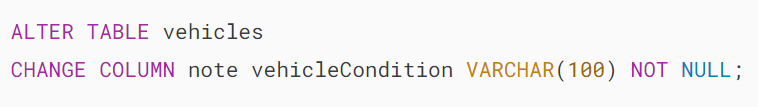 ALTER TABLE vehicles
CHANGE COLUMN note vehicleCondition VARCHAR(100) NOT NULL;